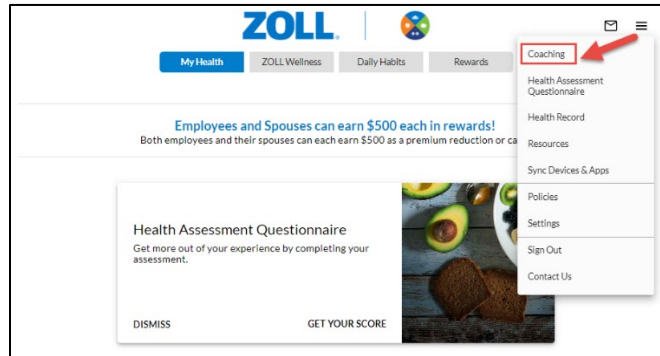 ZOLL
My Health
ZOLL Wellness
Daily Habits
Rewards
Employees and Spouses can earn $500 each in rewards!
Both employees and their spouses can each earn $500 as a premium reduction or ca
Health Assessment Questionnaire
Get more out of your experience by completing your
assessment.
DISMISS
GET YOUR SCORE
Coaching
Health Assessment
Questionnaire
Health Record
Resources
Sync Devices & Apps
Policies
Settings
Sign Out
Contact Us